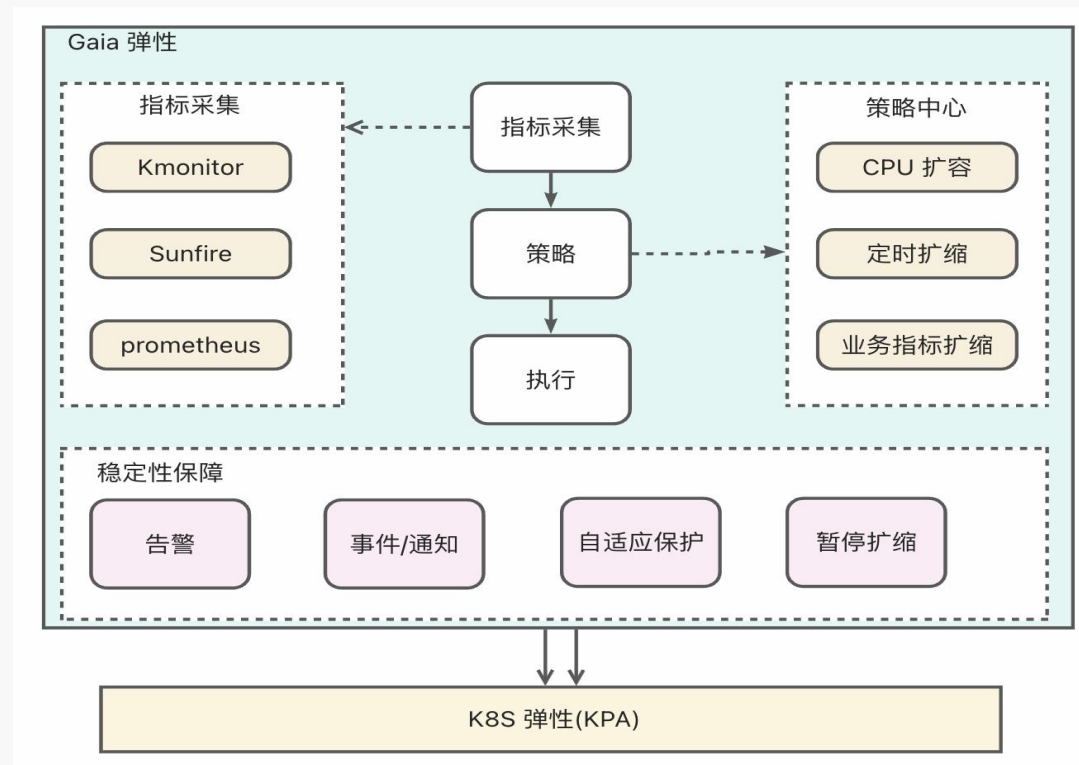 Gaia 弹性
指标采集
Kmonitor
Sunfire
prometheus
指标采集
策略
执行
策略中心
CPU 扩容
定时扩缩
业务指标扩缩
稳定性保障
告警
事件/通知
自适应保护
暂停扩缩
K8S 弹性(KPA)